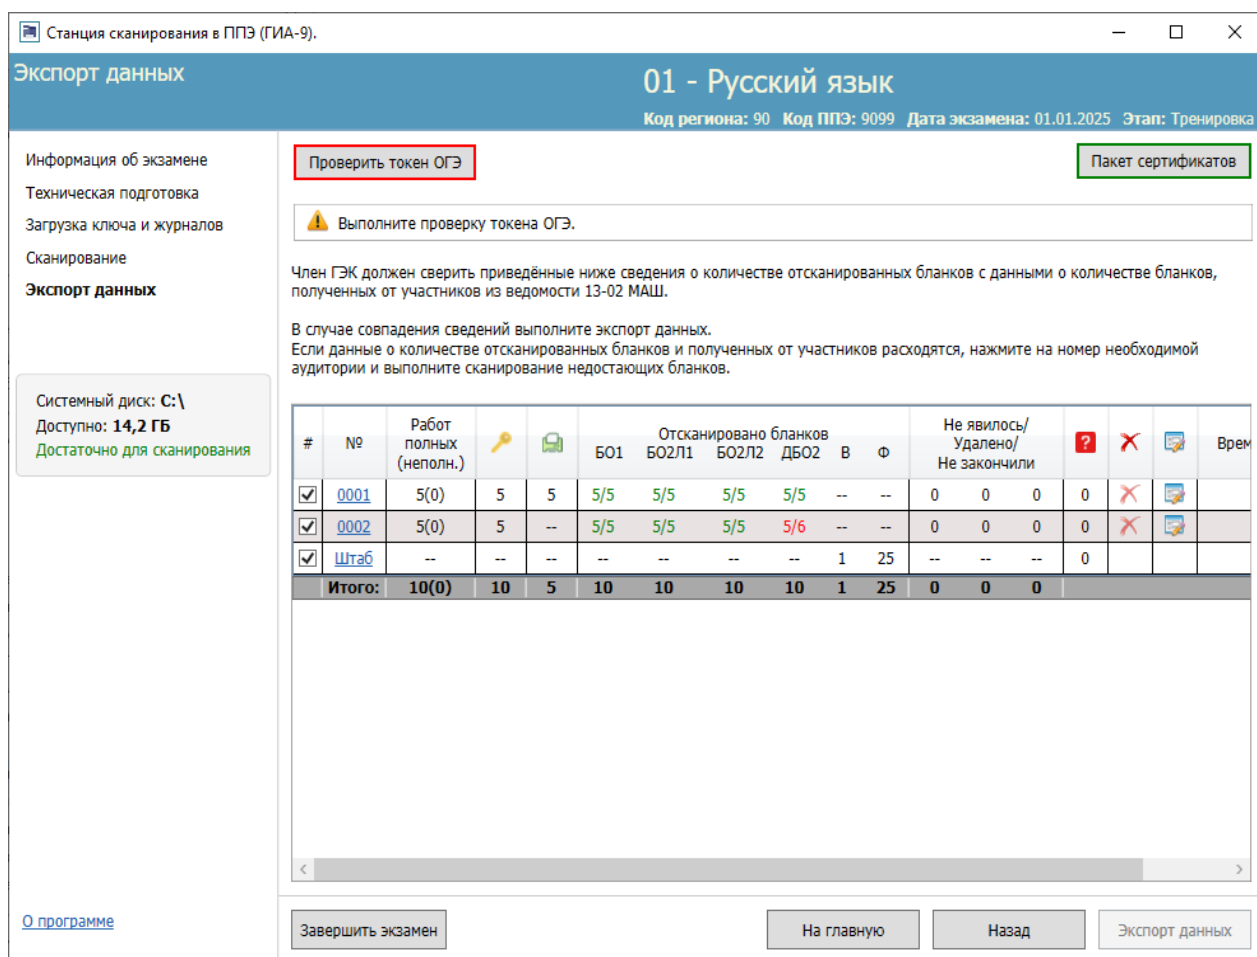 Станция сканирования в ППЭ (ГИА-9).
Экспорт данных
01 - Русский язык
Код региона: 90 Код ППЭ: 9099 Дата экзамена: 01.01.2025 Этап: Тренировка
Информация об экзамене
Техническая подготовка
Загрузка ключа и журналов
Сканирование
Экспорт данных
Системный диск: C:\
Доступно: 14,2 ГБ
Достаточно для сканирования
О программе
Проверить токен ОГЭ
Пакет сертификатов
Выполните проверку токена ОГЭ.
Член ГЭК должен сверить приведённые ниже сведения о количестве отсканированных бланков с данными о количестве бланков,
полученных от участников из ведомости 13-02 МАШ.
В случае совпадения сведений выполните экспорт данных.
Если данные о количестве отсканированных бланков и полученных от участников расходятся, нажмите на номер необходимой
аудитории и выполните сканирование недостающих бланков.
# № Работ полных (неполн.) Отсканировано бланков БО1 БО2Л1 БО2Л2 ДБО2 В Ф Не явилось/ Удалено/ Не закончили ? Врем
0001 5(0) 5 5 5/5 5/5 5/5 5/5 -- -- 0 0 0 0
0002 5(0) 5 -- 5/5 5/5 5/5 5/6 -- -- 0 0 0 0
Штаб -- -- -- -- -- -- -- 1 25 -- -- -- 0
Итого: 10(0) 10 5 10 10 10 10 1 25 0 0 0
Завершить экзамен
На главную
Назад
Экспорт данных